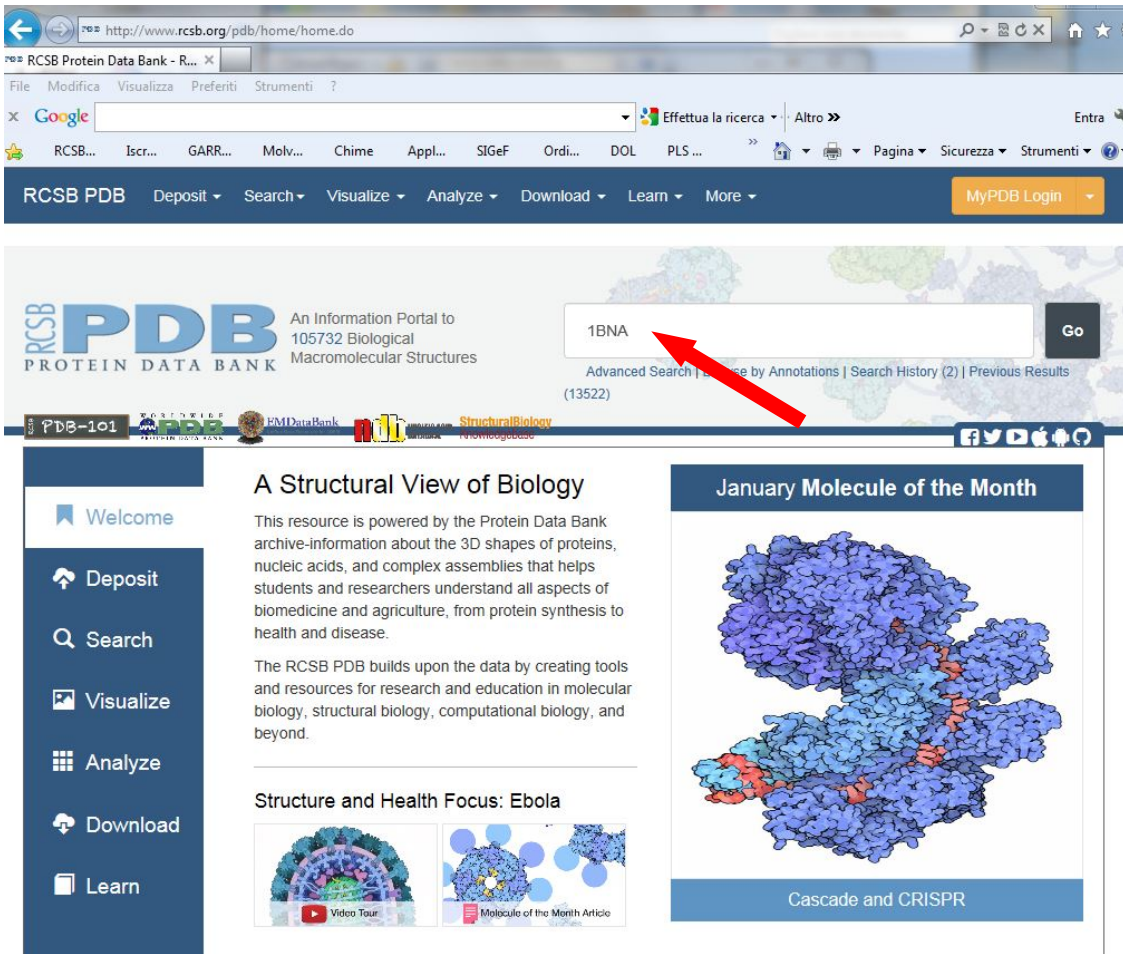 http://www.rcsb.org/pdb/home/home.do
RCSB Protein Data Bank - R... ×
File Modifica Visualizza Preferiti Strumenti ?
x Google Effettua la ricerca Altro » Entra
RCSB... Iscr... GARR... Molv... Chime Appl... SIGeF Ordi... DOL PLS ... » Pagina Sicurezza Strumenti
RCSB PDB Deposit Search Visualize Analyze Download Learn More MyPDB Login
RCSB
PDB
PROTEIN DATA BANK
An Information Portal to
105732 Biological
Macromolecular Structures
1BNA
Go
Advanced Search | Browse by Annotations | Search History (2) | Previous Results
(13522)
PDB-101
WORLDWIDE
PDB
PROTEIN DATA BANK
EMDataBank
ndb
StructuralBiology
Knowledgebase
Welcome
Deposit
Search
Visualize
Analyze
Download
Learn
A Structural View of Biology
This resource is powered by the Protein Data Bank
archive-information about the 3D shapes of proteins,
nucleic acids, and complex assemblies that helps
students and researchers understand all aspects of
biomedicine and agriculture, from protein synthesis to
health and disease.
The RCSB PDB builds upon the data by creating tools
and resources for research and education in molecular
biology, structural biology, computational biology, and
beyond.
Structure and Health Focus: Ebola
Video Tour
Molecule of the Month Article
January Molecule of the Month
Cascade and CRISPR